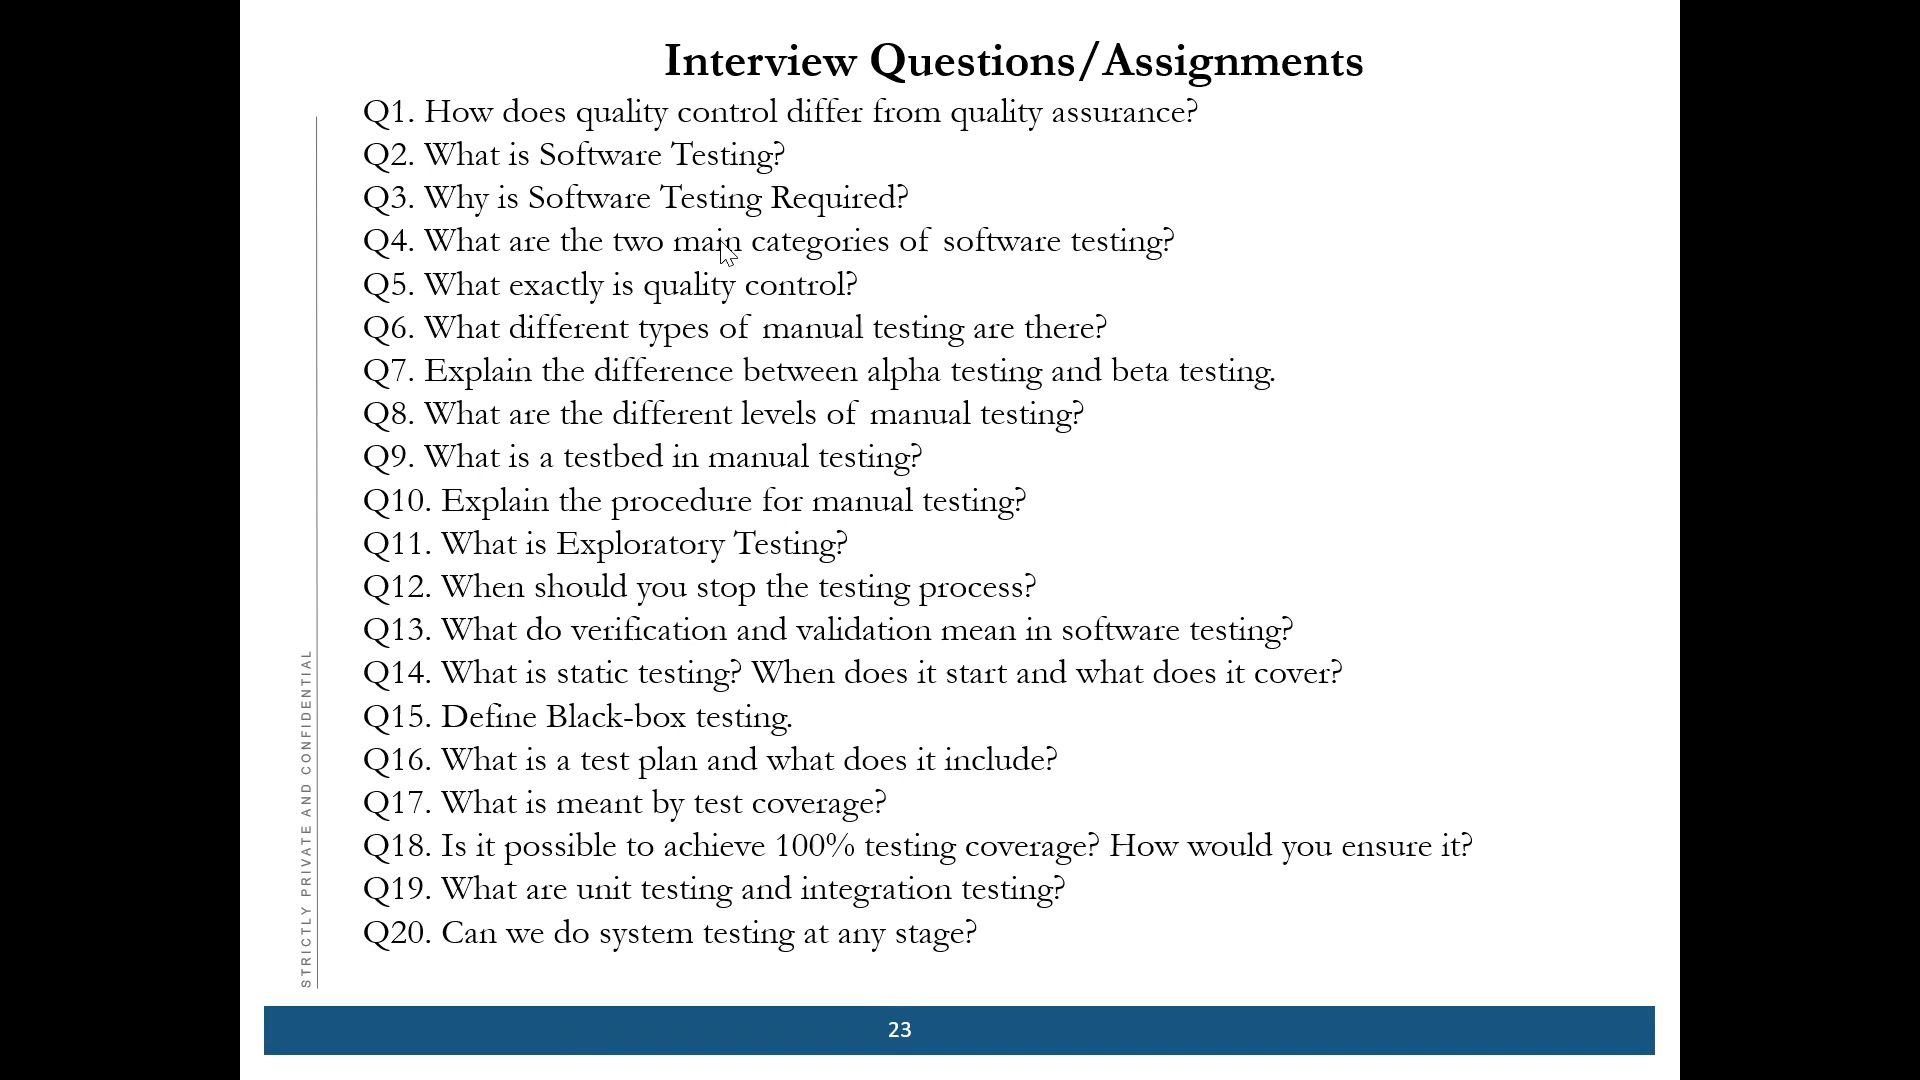 Interview Questions/Assignments
Q1. How does quality control differ from quality assurance?
Q2. What is Software Testing?
Q3. Why is Software Testing Required?
Q4. What are the two main categories of software testing?
Q5. What exactly is quality control?
Q6. What different types of manual testing are there?
Q7. Explain the difference between alpha testing and beta testing.
Q8. What are the different levels of manual testing?
Q9. What is a testbed in manual testing?
Q10. Explain the procedure for manual testing?
Q11. What is Exploratory Testing?
Q12. When should you stop the testing process?
Q13. What do verification and validation mean in software testing?
Q14. What is static testing? When does it start and what does it cover?
Q15. Define Black-box testing.
Q16. What is a test plan and what does it include?
Q17. What is meant by test coverage?
Q18. Is it possible to achieve 100% testing coverage? How would you ensure it?
Q19. What are unit testing and integration testing?
Q20. Can we do system testing at any stage?
STRICTLY PRIVATE AND CONFIDENTIAL
23